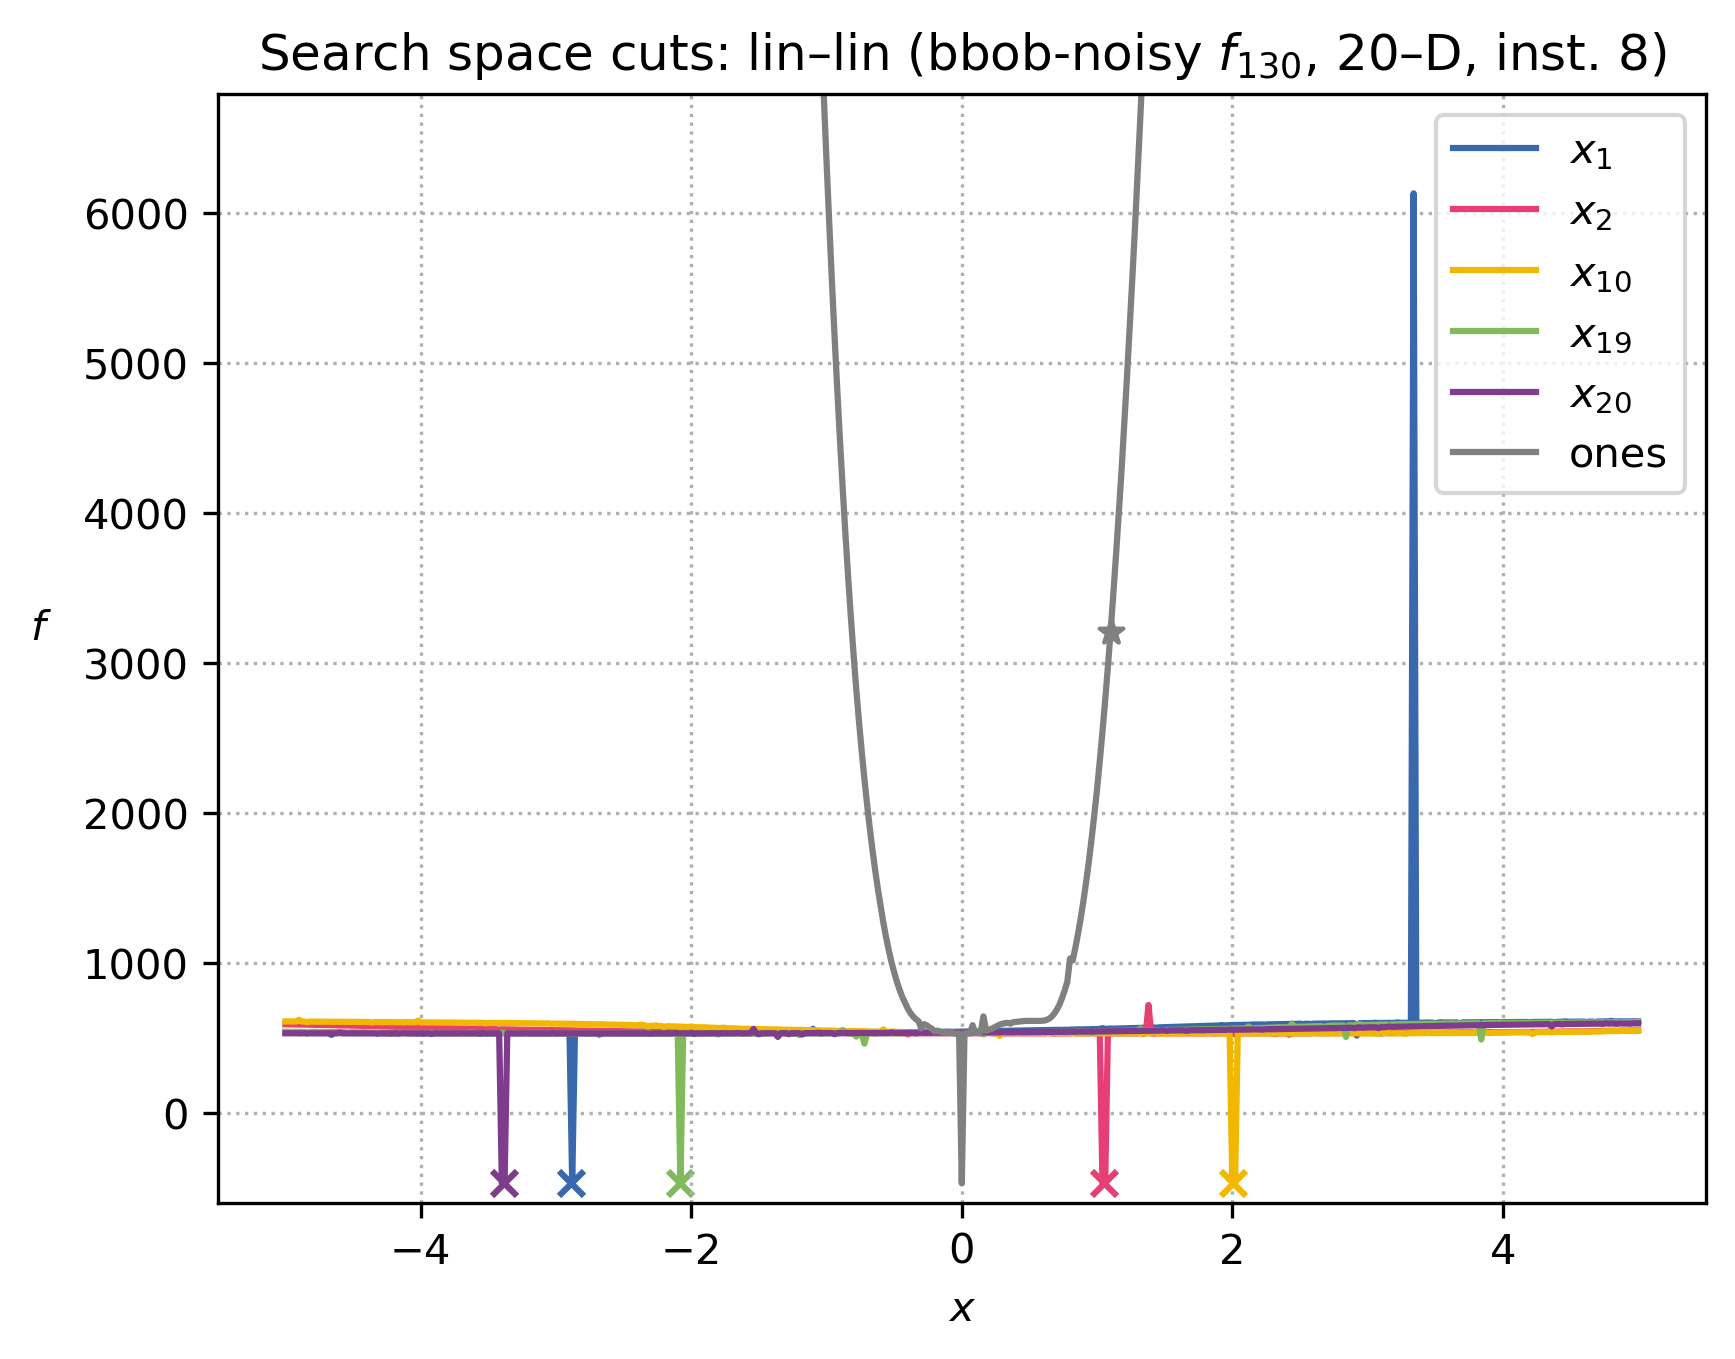 Search space cuts: lin–lin (bbob-noisy f130, 20–D, inst. 8)
x1
x2
x10
x19
x20
ones
6000
5000
4000
3000
2000
1000
0
f
−4
−2
0
2
4
x